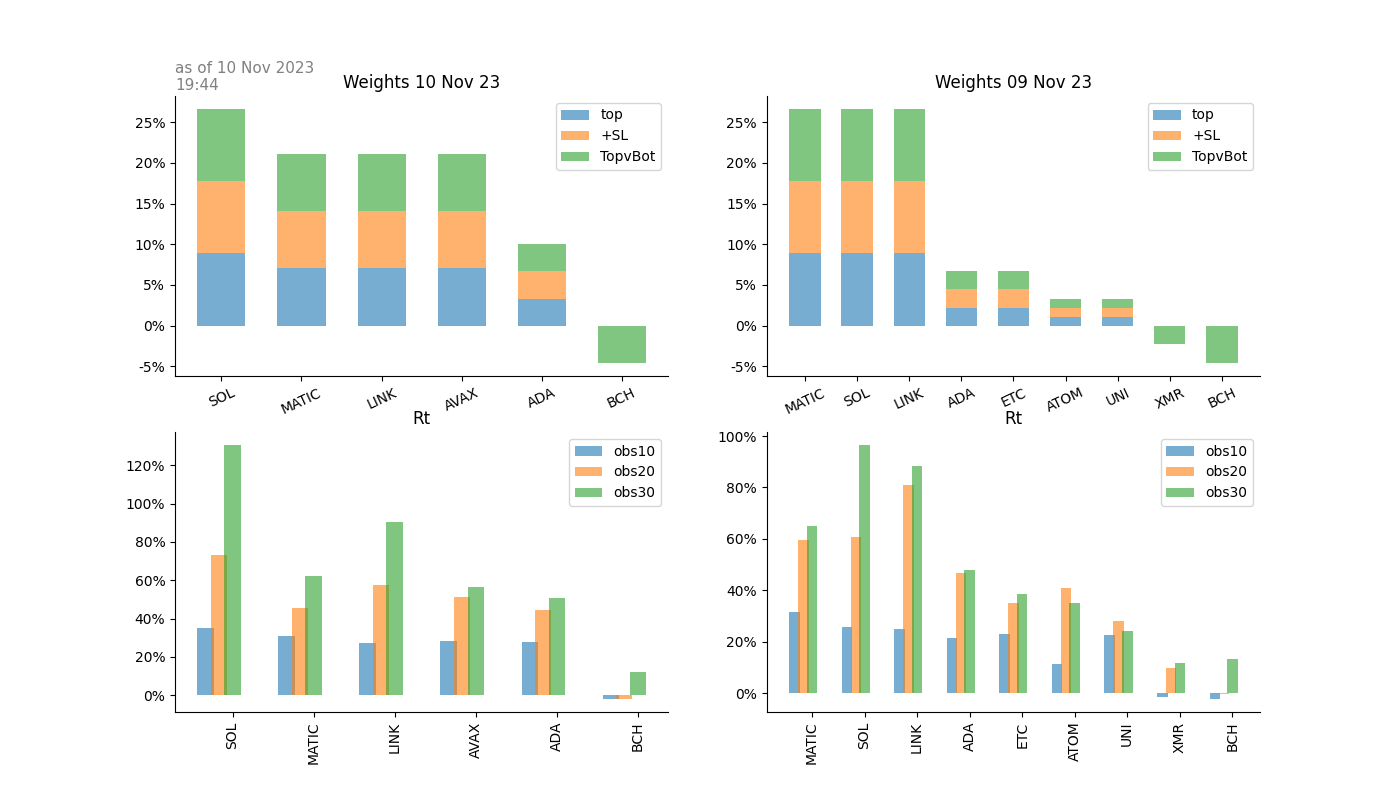 as of 10 Nov 2023
19:44
Weights 10 Nov 23
25%
20%
15%
10%
5%
0%
-5%
top
+SL
TopvBot
SOL
MATIC
LINK
AVAX
ADA
BCH
Weights 09 Nov 23
25%
20%
15%
10%
5%
0%
-5%
top
+SL
TopvBot
MATIC
SOL
LINK
ADA
ETC
ATOM
UNI
XMR
BCH
Rt
120%
100%
80%
60%
40%
20%
0%
obs10
obs20
obs30
SOL
MATIC
LINK
AVAX
ADA
BCH
Rt
100%
80%
60%
40%
20%
0%
obs10
obs20
obs30
MATIC
SOL
LINK
ADA
ETC
ATOM
UNI
XMR
BCH